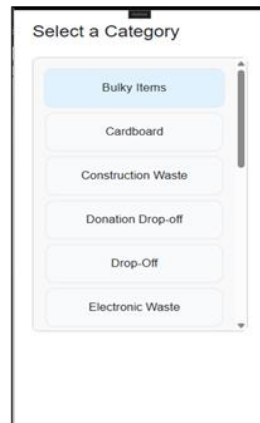 Select a Category
Bulky Items
Cardboard
Construction Waste
Donation Drop-off
Drop-Off
Electronic Waste